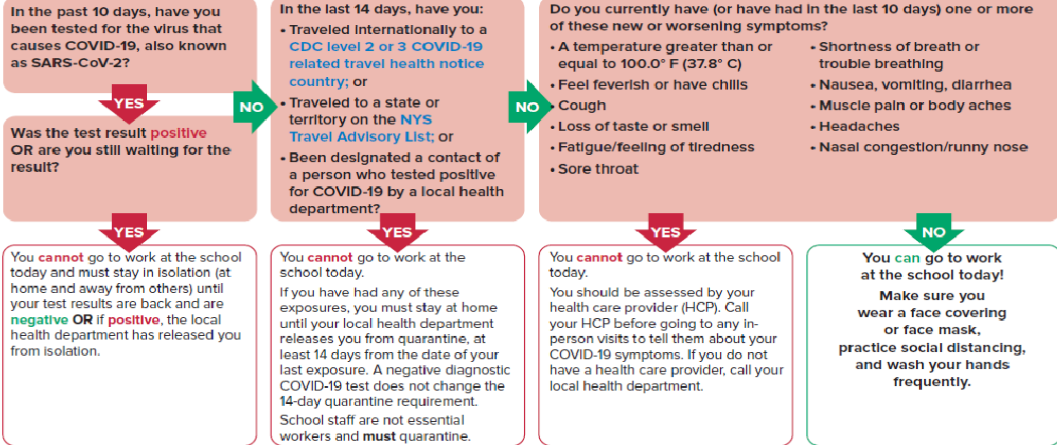 In the past 10 days, have you
been tested for the virus that
causes COVID-19, also known
as SARS-CoV-2?
YES
NO
Was the test result positive
OR are you still waiting for the
result?
YES
You cannot go to work at the school
today and must stay in isolation (at
home and away from others) until
your test results are back and are
negative OR if positive, the local
health department has released you
from isolation.
In the last 14 days, have you:
• Traveled internationally to a
CDC level 2 or 3 COVID-19
related travel health notice
country; or
• Traveled to a state or
territory on the NYS
Travel Advisory List; or
• Been designated a contact of
a person who tested positive
for COVID-19 by a local health
department?
NO
YES
You cannot go to work at the
school today.
If you have had any of these
exposures, you must stay at home
until your local health department
releases you from quarantine, at
least 14 days from the date of your
last exposure. A negative diagnostic
COVID-19 test does not change the
14-day quarantine requirement.
School staff are not essential
workers and must quarantine.
Do you currently have (or have had in the last 10 days) one or more
of these new or worsening symptoms?
• A temperature greater than or
equal to 100.0° F (37.8° C)
• Feel feverish or have chills
• Cough
• Loss of taste or smell
• Fatigue/feeling of tiredness
• Sore throat
• Shortness of breath or
trouble breathing
• Nausea, vomiting, diarrhea
• Muscle pain or body aches
• Headaches
• Nasal congestion/runny nose
YES
You cannot go to work at the school
today.
You should be assessed by your
health care provider (HCP). Call
your HCP before going to any in-
person visits to tell them about your
COVID-19 symptoms. If you do not
have a health care provider, call your
local health department.
NO
You can go to work
at the school today!
Make sure you
wear a face covering
or face mask,
practice social distancing,
and wash your hands
frequently.